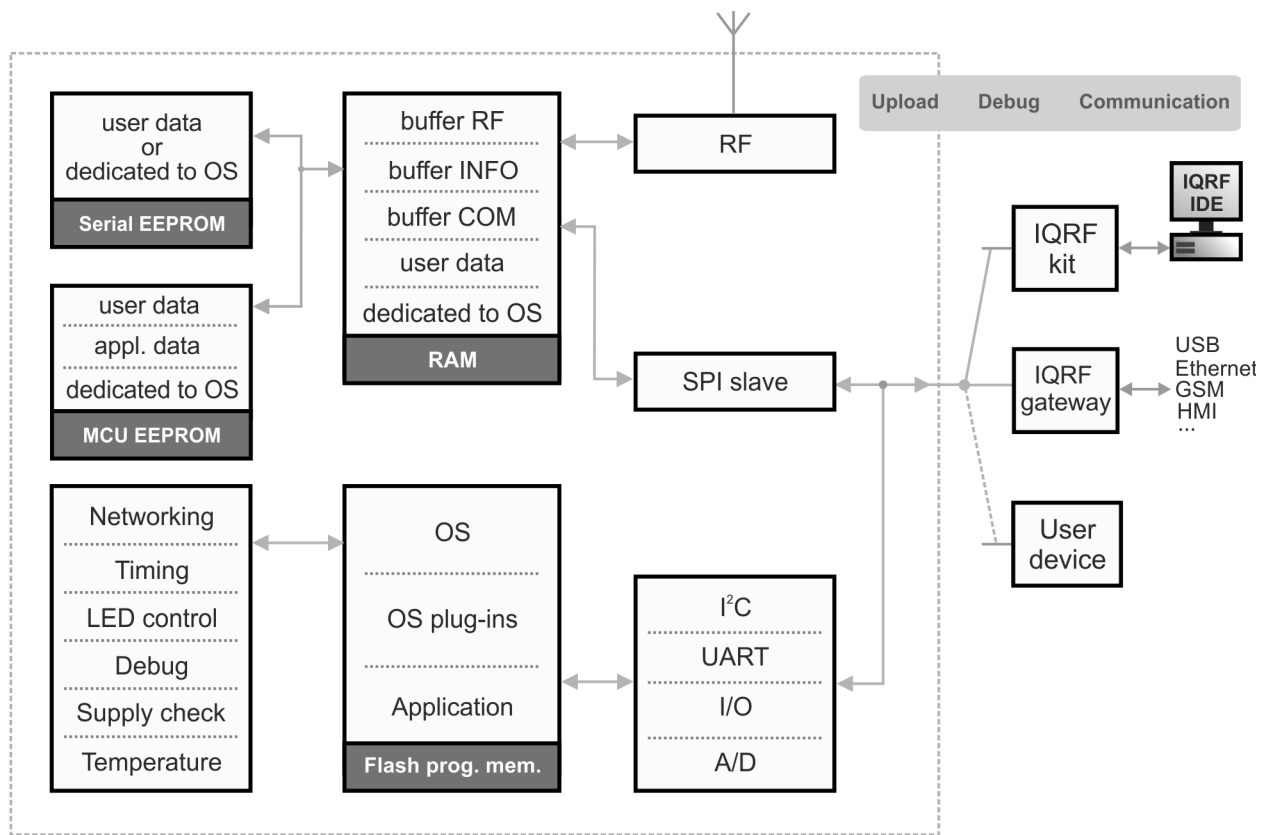 Upload Debug Communication
user data
or
dedicated to OS
Serial EEPROM
user data
appl. data
dedicated to OS
MCU EEPROM
buffer RF
buffer INFO
buffer COM
user data
dedicated to OS
RAM
RF
SPI slave
IQRF
kit
IQRF
IDE
IQRF
gateway
USB
Ethernet
GSM
HMI
...
User
device
Networking
Timing
LED control
Debug
Supply check
Temperature
OS
OS plug-ins
Application
Flash prog. mem.
I²C
UART
I/O
A/D